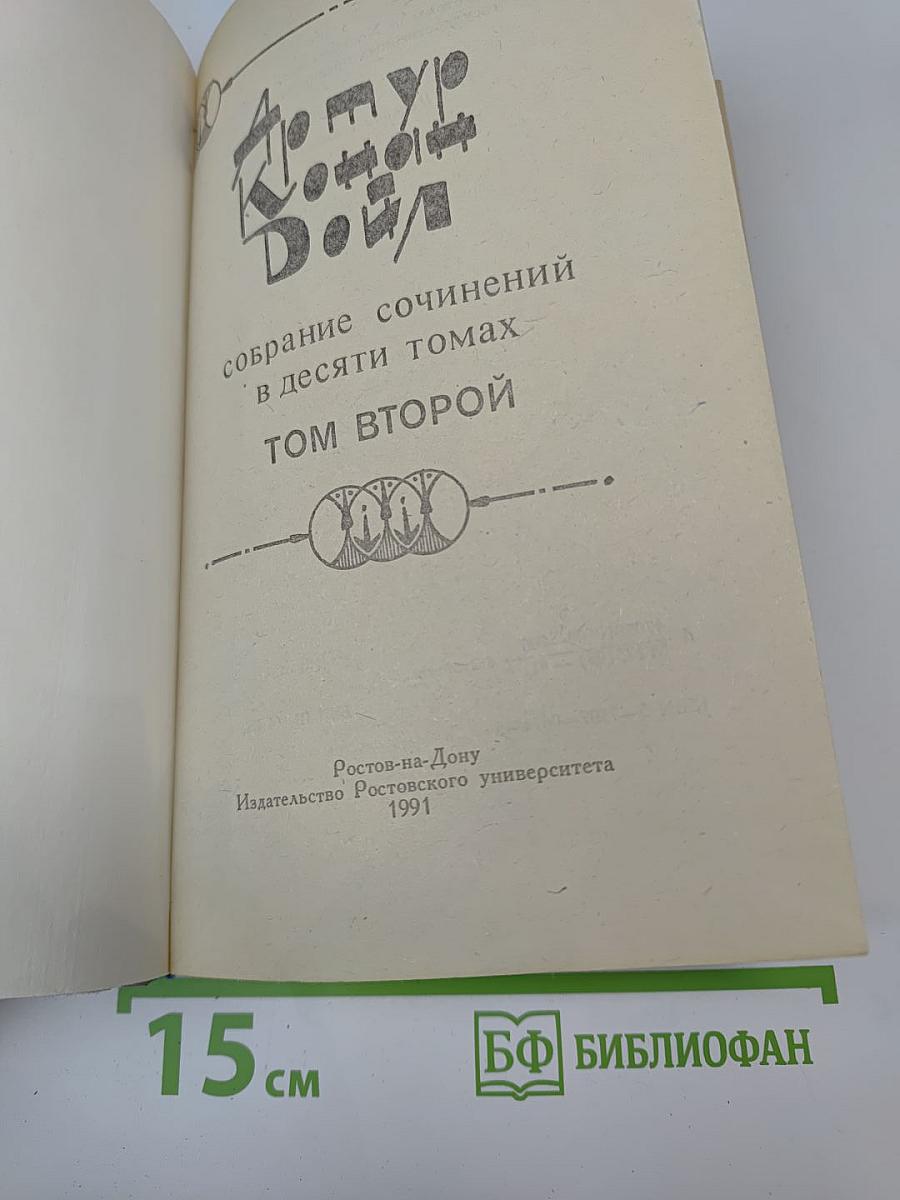 Артур
Конан
Дойл
собрание сочинений
в десяти томах
ТОМ ВТОРОЙ
Ростов-на-Дону
Издательство Ростовского университета
1991
15 см
БФ БИБЛИОФАН